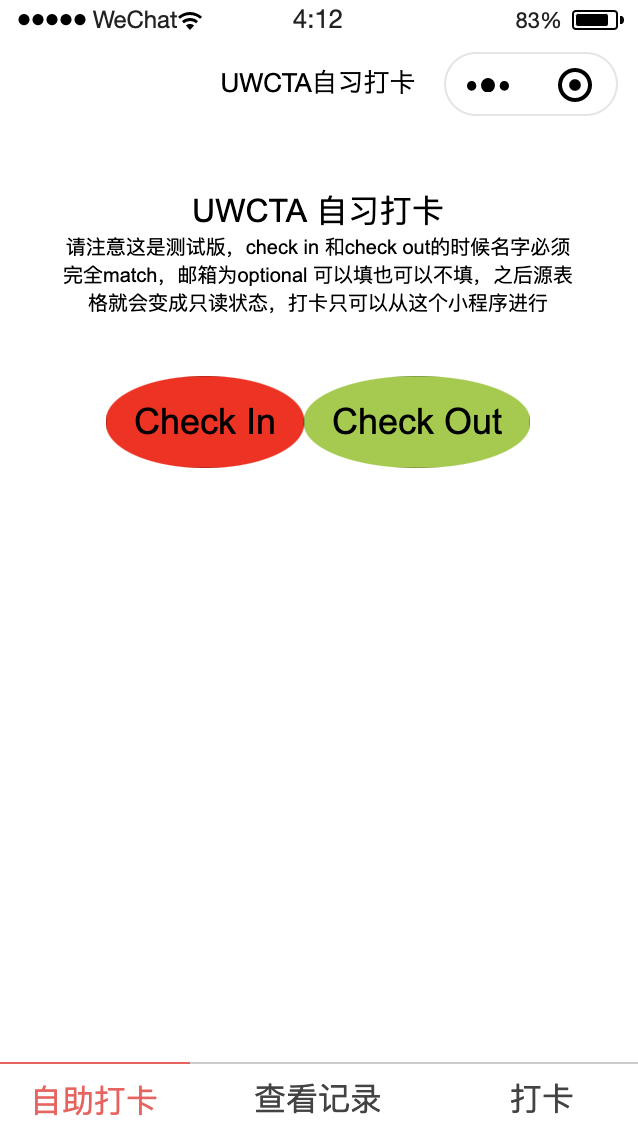 WeChat 4:12 83%
UWCTA自习打卡
UWCTA 自习打卡
请注意这是测试版，check in 和check out的时候名字必须
完全match，邮箱为optional 可以填也可以不填，之后源表
格就会变成只读状态，打卡只可以从这个小程序进行
Check In Check Out
自助打卡 查看记录 打卡